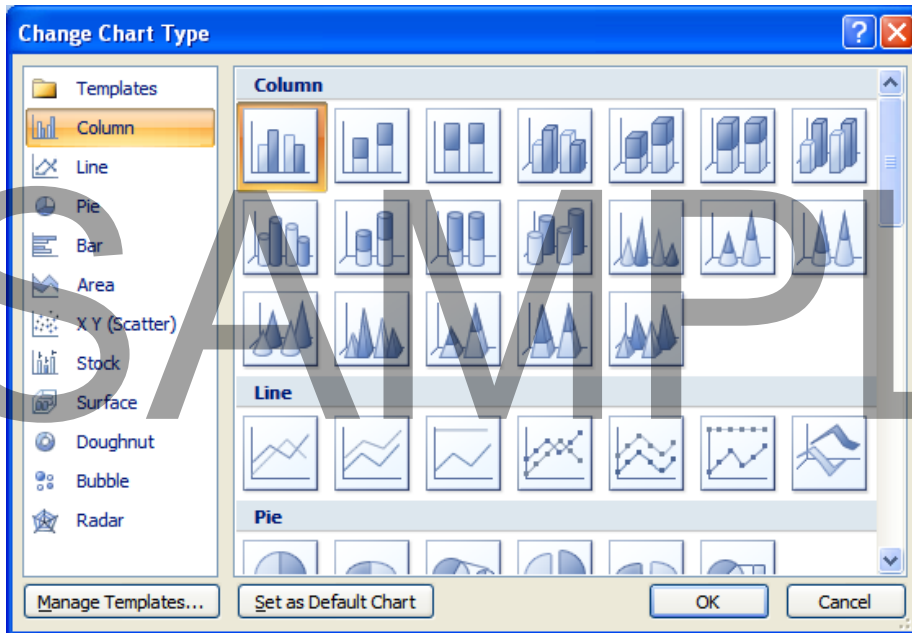 Change Chart Type
Templates
Column
Line
Pie
Bar
Area
X Y (Scatter)
Stock
Surface
Doughnut
Bubble
Radar
Column
Line
Pie
Manage Templates...
Set as Default Chart
OK
Cancel
SAMPL